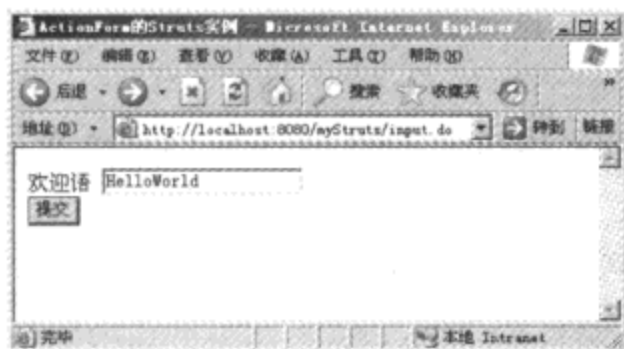 ActionForm的Struts实例 - Microsoft Internet Explorer
文件(F) 编辑(E) 查看(V) 收藏(A) 工具(T) 帮助(H)
后退 搜索 收藏夹
地址(D) http://localhost:8080/myStruts/input.do 转到 链接
欢迎语 HelloWorld
提交
完毕 本地 Intranet